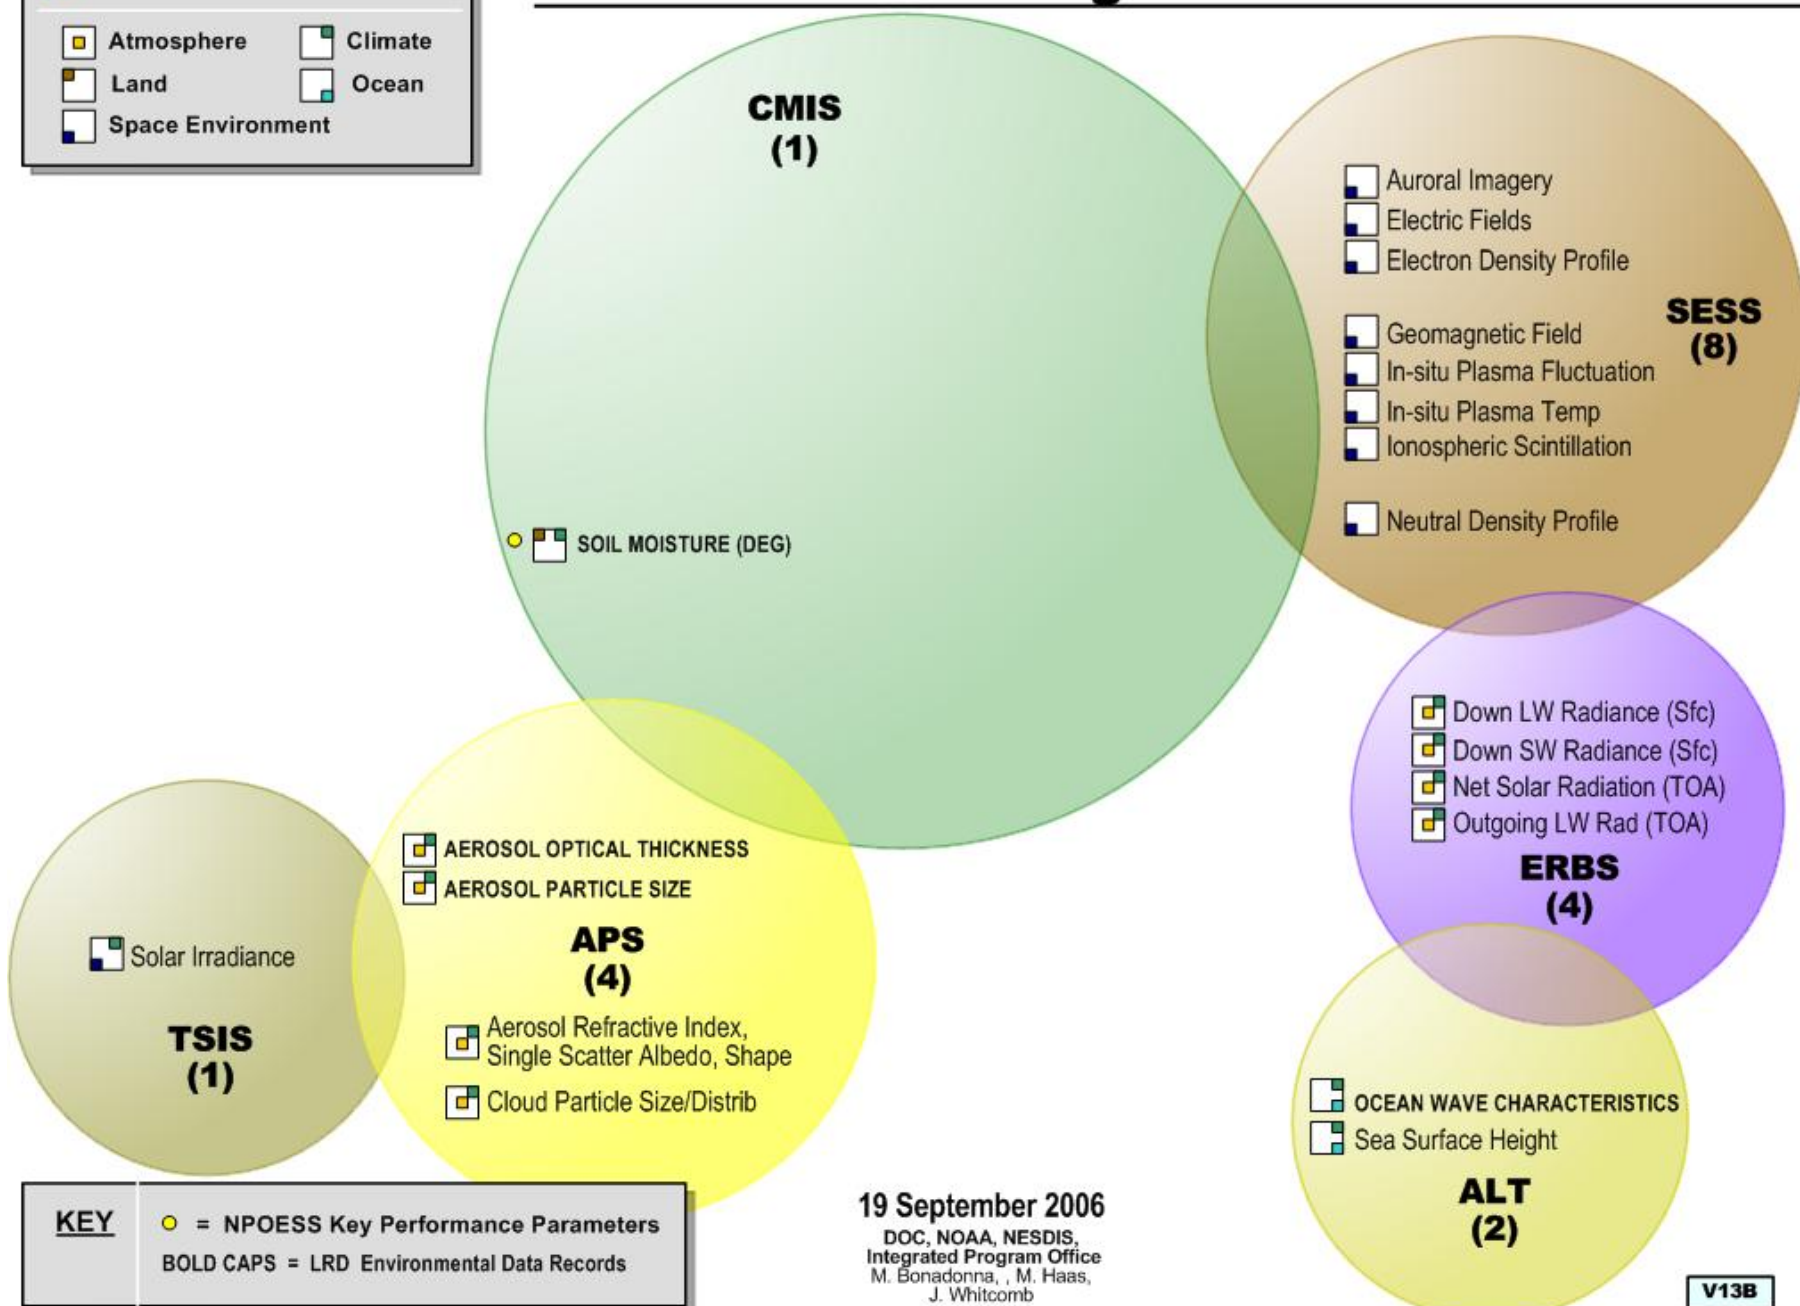 Atmosphere
Climate
Land
Ocean
Space Environment
CMIS
(1)
SOIL MOISTURE (DEG)
Auroral Imagery
Electric Fields
Electron Density Profile
Geomagnetic Field
In-situ Plasma Fluctuation
In-situ Plasma Temp
Ionospheric Scintillation
Neutral Density Profile
SESS
(8)
Down LW Radiance (Sfc)
Down SW Radiance (Sfc)
Net Solar Radiation (TOA)
Outgoing LW Rad (TOA)
ERBS
(4)
AEROSOL OPTICAL THICKNESS
AEROSOL PARTICLE SIZE
APS
(4)
Aerosol Refractive Index,
Single Scatter Albedo, Shape
Cloud Particle Size/Distrib
Solar Irradiance
TSIS
(1)
OCEAN WAVE CHARACTERISTICS
Sea Surface Height
ALT
(2)
KEY
= NPOESS Key Performance Parameters
BOLD CAPS = LRD Environmental Data Records
19 September 2006
DOC, NOAA, NESDIS,
Integrated Program Office
M. Bonadonna, , M. Haas,
J. Whitcomb
V13B